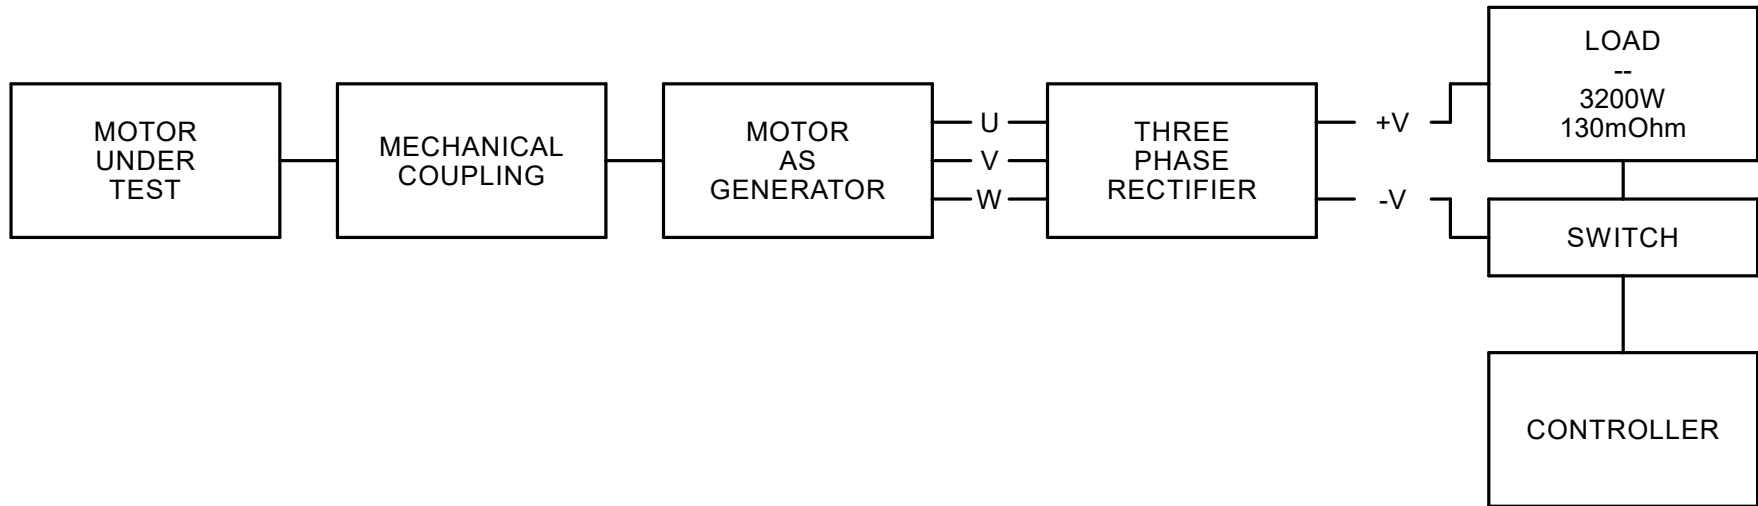 MOTOR
UNDER
TEST
MECHANICAL
COUPLING
MOTOR
AS
GENERATOR
U
V
W
THREE
PHASE
RECTIFIER
+V
-V
LOAD
--
3200W
130mOhm
SWITCH
CONTROLLER